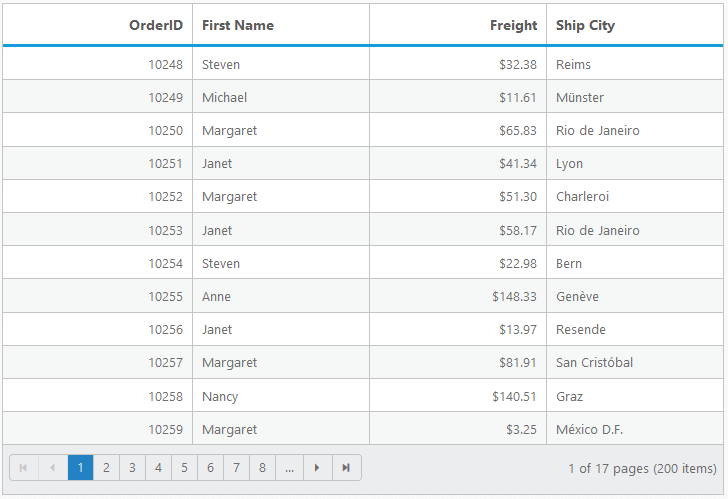 OrderID First Name Freight Ship City
10248 Steven $32.38 Reims
10249 Michael $11.61 Münster
10250 Margaret $65.83 Rio de Janeiro
10251 Janet $41.34 Lyon
10252 Margaret $51.30 Charleroi
10253 Janet $58.17 Rio de Janeiro
10254 Steven $22.98 Bern
10255 Anne $148.33 Genève
10256 Janet $13.97 Resende
10257 Margaret $81.91 San Cristóbal
10258 Nancy $140.51 Graz
10259 Margaret $3.25 México D.F.
1 2 3 4 5 6 7 8 ... 1 of 17 pages (200 items)